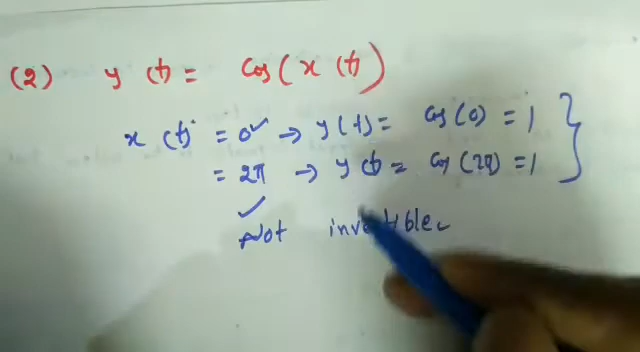 (2) y (t) = cos(x (t))
x (t) = 0 → y(t) = cos(0) = 1
= 2π → y(t) = cos(2π) = 1
Not invertible